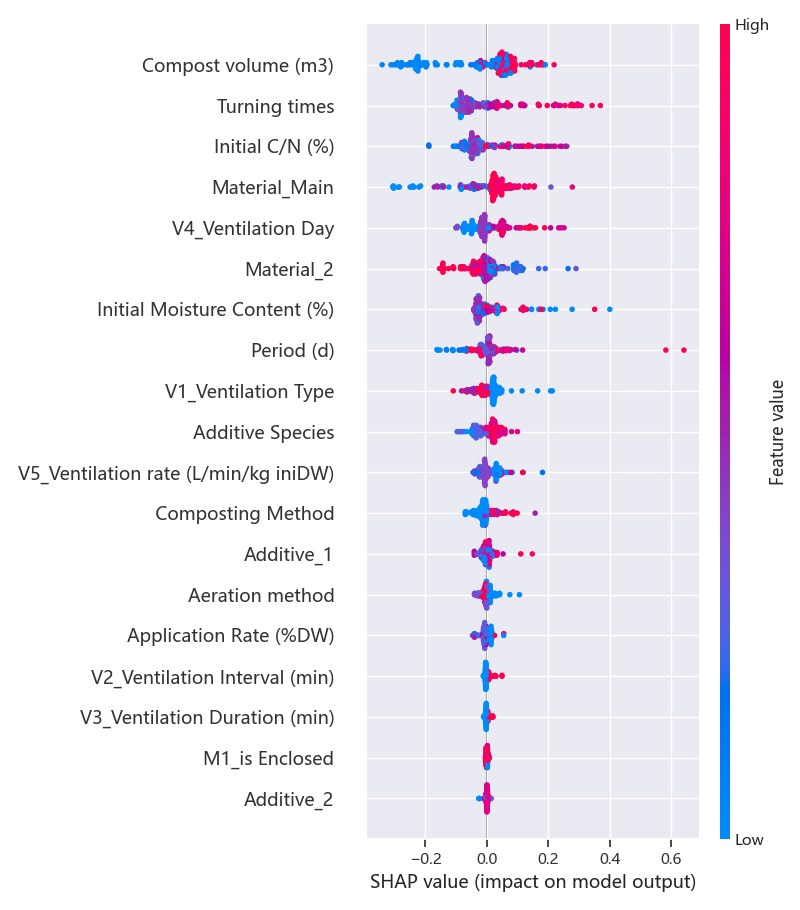 High
Compost volume (m3)
Turning times
Initial C/N (%)
Material_Main
V4_Ventilation Day
Material_2
Initial Moisture Content (%)
Period (d)
V1_Ventilation Type
Additive Species
V5_Ventilation rate (L/min/kg iniDW)
Composting Method
Additive_1
Aeration method
Application Rate (%DW)
V2_Ventilation Interval (min)
V3_Ventilation Duration (min)
M1_is Enclosed
Additive_2
Feature value
Low
−0.2 0.0 0.2 0.4 0.6
SHAP value (impact on model output)